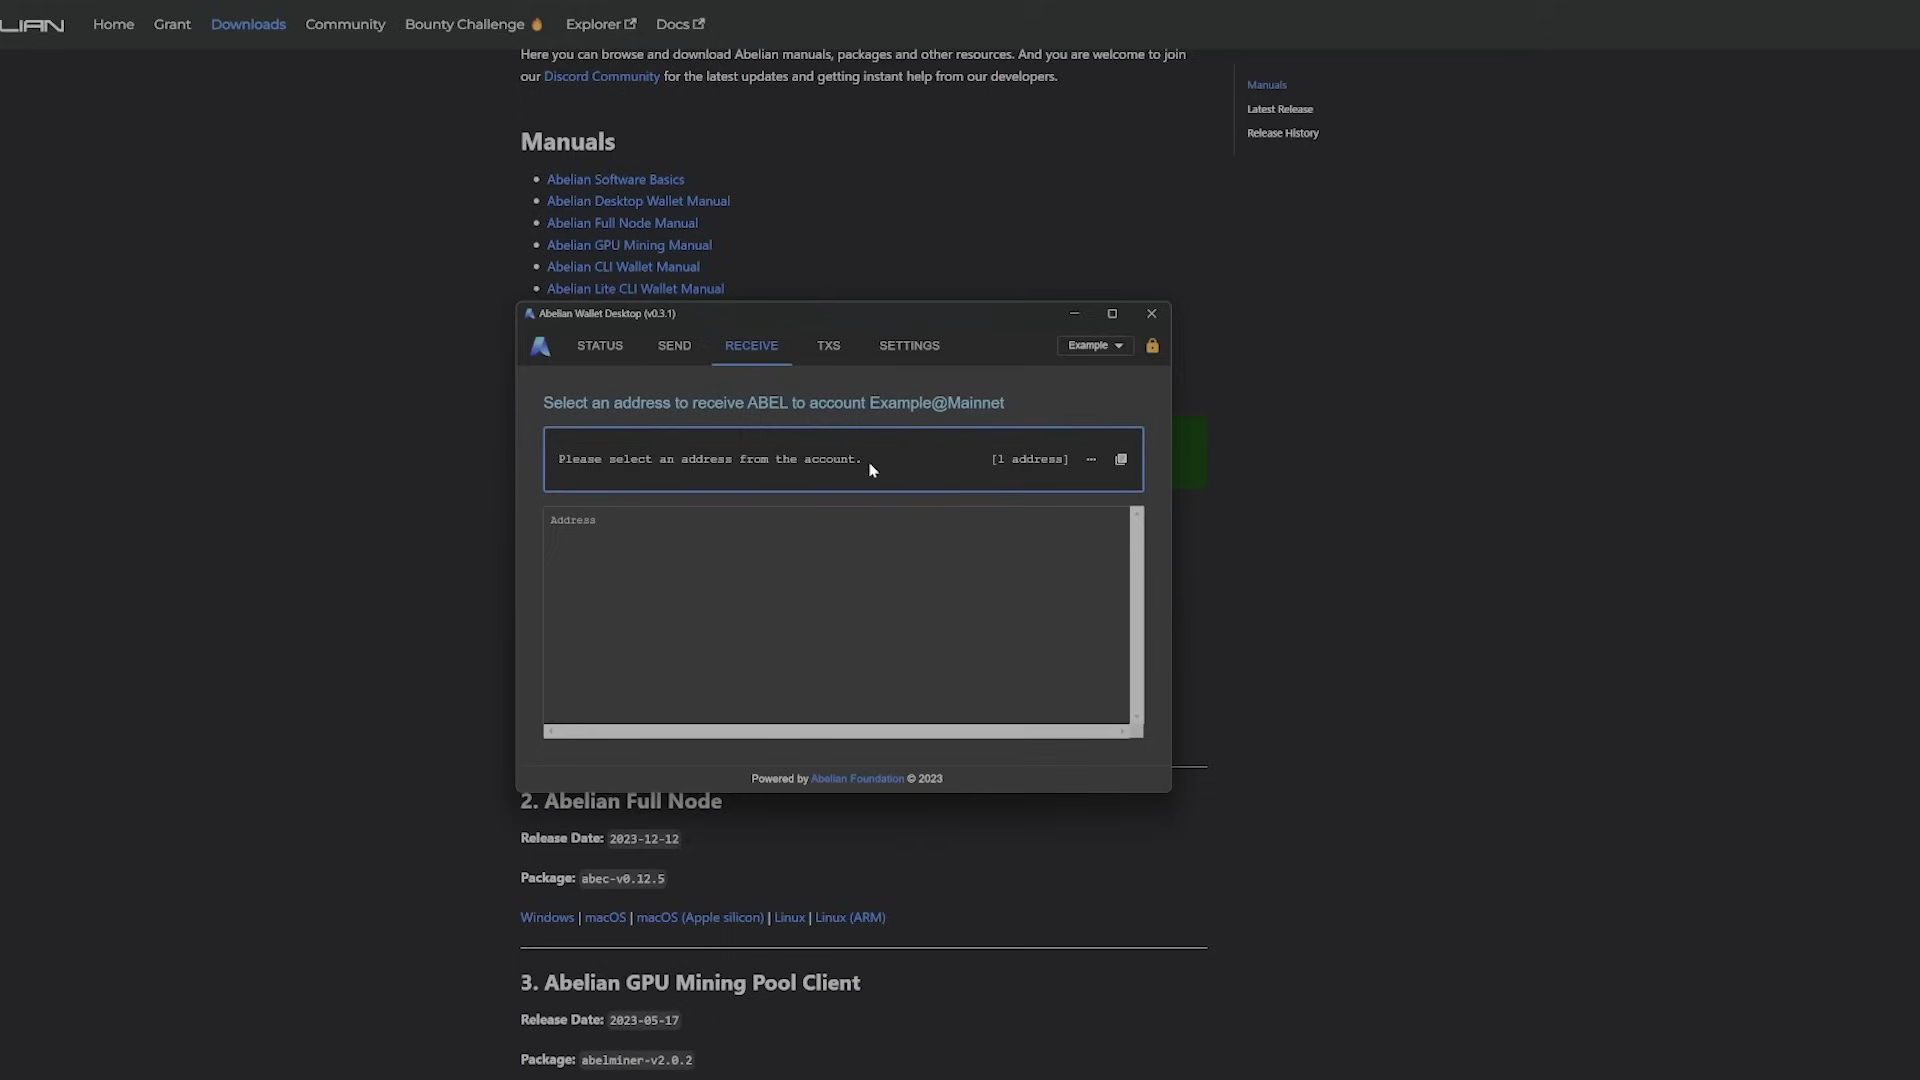 LIAN Home Grant Downloads Community Bounty Challenge Explorer Docs
Here you can browse and download Abelian manuals, packages and other resources. And you are welcome to join
our Discord Community for the latest updates and getting instant help from our developers.
Manuals
Latest Release
Release History
Manuals
Abelian Software Basics
Abelian Desktop Wallet Manual
Abelian Full Node Manual
Abelian GPU Mining Manual
Abelian CLI Wallet Manual
Abelian Lite CLI Wallet Manual
Abelian Wallet Desktop (v0.3.1)
STATUS SEND RECEIVE TXS SETTINGS Example
Select an address to receive ABEL to account Example@Mainnet
Please select an address from the account. [1 address] ...
Address
Powered by Abelian Foundation © 2023
2. Abelian Full Node
Release Date: 2023-12-12
Package: abec-v0.12.5
Windows | macOS | macOS (Apple silicon) | Linux | Linux (ARM)
3. Abelian GPU Mining Pool Client
Release Date: 2023-05-17
Package: abelminer-v2.0.2